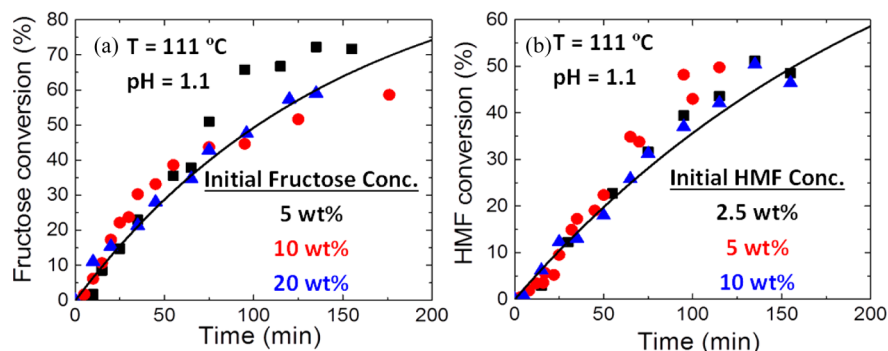 (a) T = 111 ºC
pH = 1.1
Fructose conversion (%)
80
70
60
50
40
30
20
10
0
Initial Fructose Conc.
5 wt%
10 wt%
20 wt%
0 50 100 150 200
Time (min)
(b) T = 111 ºC
pH = 1.1
HMF conversion (%)
60
50
40
30
20
10
0
Initial HMF Conc.
2.5 wt%
5 wt%
10 wt%
0 50 100 150 200
Time (min)